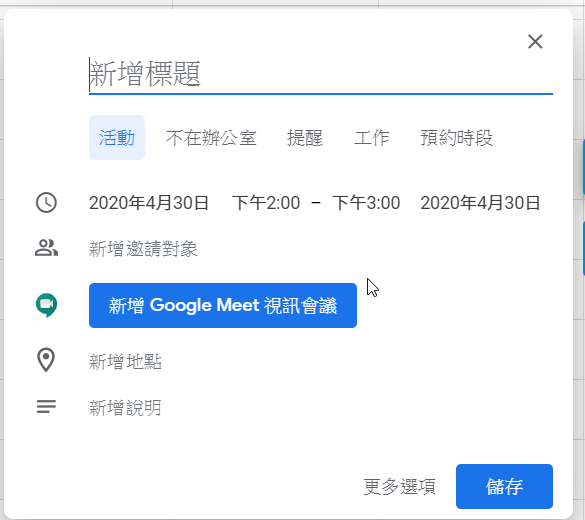 新增標題
活動 不在辦公室 提醒 工作 預約時段
2020年4月30日 下午2:00 – 下午3:00 2020年4月30日
新增邀請對象
新增 Google Meet 視訊會議
新增地點
新增說明
更多選項 儲存